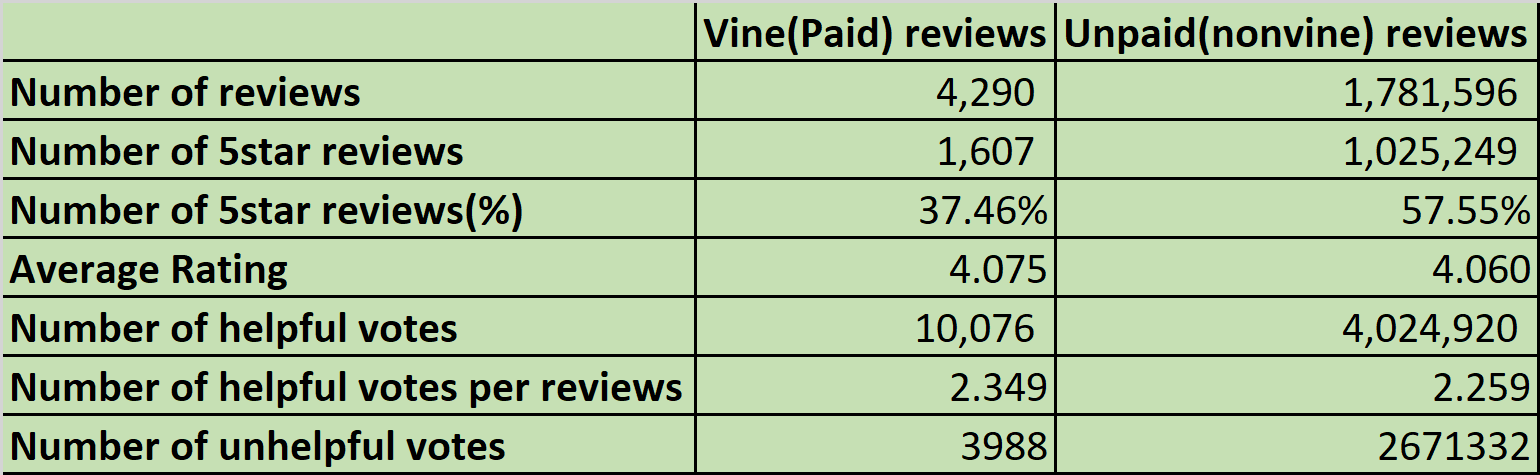 Vine(Paid) reviews Unpaid(nonvine) reviews
Number of reviews 4,290 1,781,596
Number of 5star reviews 1,607 1,025,249
Number of 5star reviews(%) 37.46% 57.55%
Average Rating 4.075 4.060
Number of helpful votes 10,076 4,024,920
Number of helpful votes per reviews 2.349 2.259
Number of unhelpful votes 3988 2671332